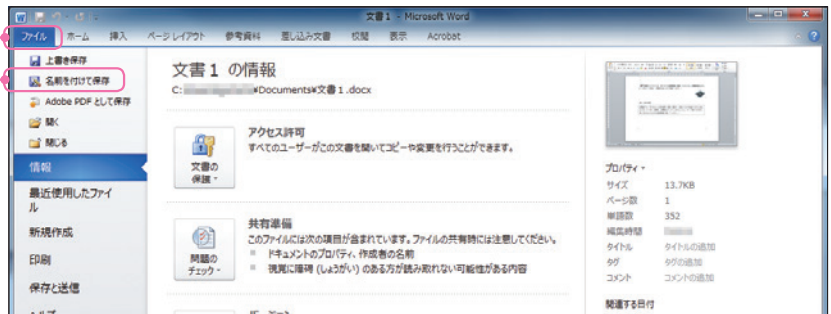 文書1 - Microsoft Word
ファイル ホーム 挿入 ページ レイアウト 参考資料 差し込み文書 校閲 表示 Acrobat
上書き保存
名前を付けて保存
Adobe PDF として保存
開く
閉じる
情報
最近使用したファイ
ル
新規作成
印刷
保存と送信
ヘルプ
文書1 の情報
C: ¥Documents¥文書1.docx
文書の
保護
アクセス許可
すべてのユーザーがこの文書を開いてコピーや変更を行うことができます。
問題の
チェック
共有準備
このファイルには次の項目が含まれています。ファイルの共有時には注意してください。
ドキュメントのプロパティ、作成者の名前
視覚に障碍 (しょうがい) のある方が読み取れない可能性がある内容
プロパティ
サイズ 13.7KB
ページ数 1
単語数 352
編集時間
タイトル タイトルの追加
タグ タグの追加
コメント コメントの追加
関連する日付